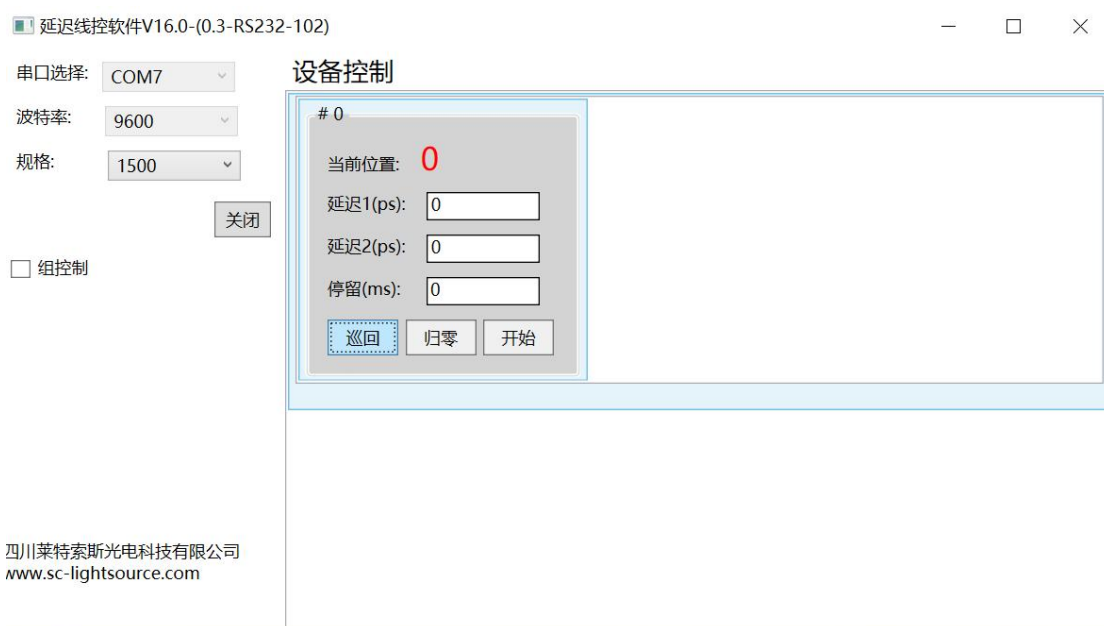 延迟线控软件V16.0-(0.3-RS232-102)
串口选择: COM7
波特率: 9600
规格: 1500
关闭
组控制
设备控制
# 0
当前位置: 0
延迟1(ps): 0
延迟2(ps): 0
停留(ms): 0
巡回 归零 开始
四川莱特索斯光电科技有限公司
www.sc-lightsource.com